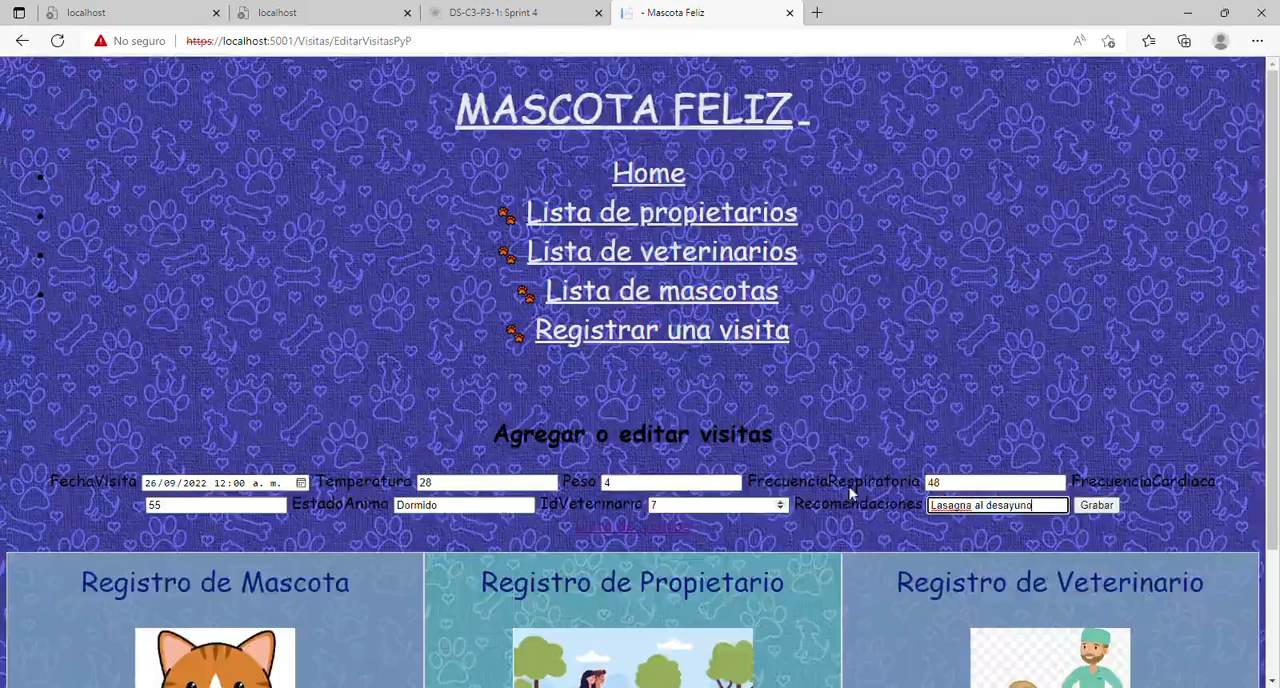 localhost
localhost
DS-C3-P3-1: Sprint 4
- Mascota Feliz
No seguro
https://localhost:5001/Visitas/EditarVisitasPyP
MASCOTA FELIZ
Home
Lista de propietarios
Lista de veterinarios
Lista de mascotas
Registrar una visita
Agregar o editar visitas
FechaVisita 26/09/2022 12:00 a. m. Temperatura 28 Peso 4 FrecuenciaRespiratoria 48 FrecuenciaCardiaca
55 EstadoAnimo Dormido IdVeterinario 7 Recomendaciones Lasagna al desayuno Grabar
Registro de Mascota
Registro de Propietario
Registro de Veterinario